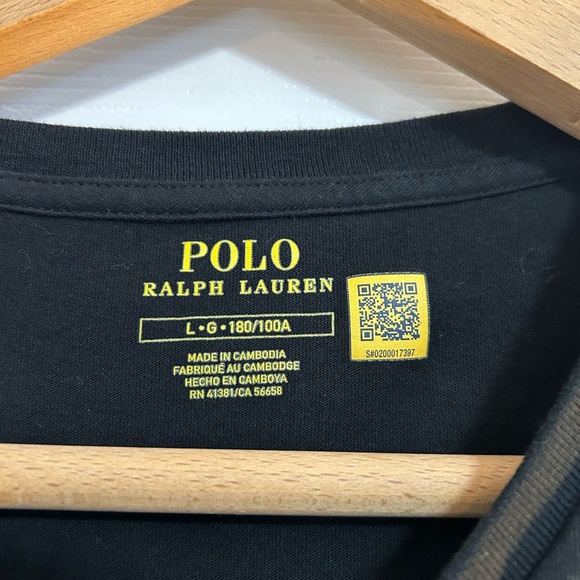 POLO
RALPH LAUREN
L•G•180/100A
MADE IN CAMBODIA
FABRIQUÉ AU CAMBODGE
HECHO EN CAMBOYA
RN 41381/CA 56658
S#0200017397